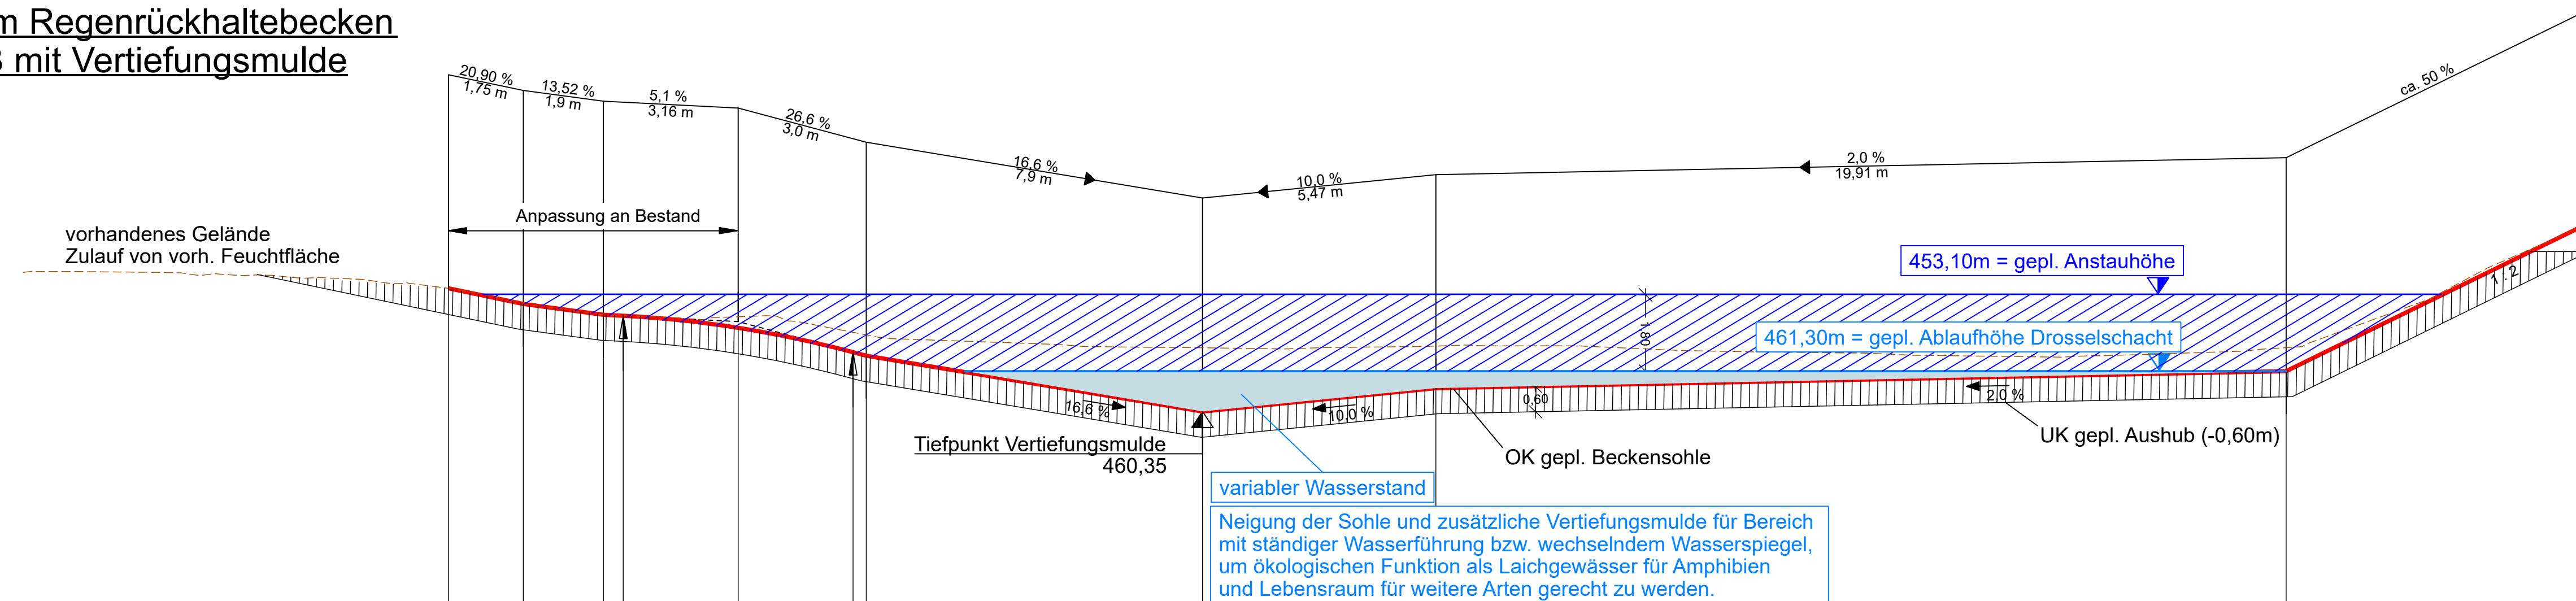 m Regenrückhaltebecken
mit Vertiefungsmulde
20,90 %
1,75 m
13,52 %
1,9 m
5,1 %
3,16 m
26,6 %
3,0 m
16,6 %
7,9 m
10,0 %
5,47 m
2,0 %
19,91 m
ca. 50 %
Anpassung an Bestand
vorhandenes Gelände
Zulauf von vorh. Feuchtfläche
453,10m = gepl. Anstauhöhe
1,80
461,30m = gepl. Ablaufhöhe Drosselschacht
1 : 2
16,6 %
10,0 %
0,60
2,0 %
Tiefpunkt Vertiefungsmulde
460,35
OK gepl. Beckensohle
UK gepl. Aushub (-0,60m)
variabler Wasserstand
Neigung der Sohle und zusätzliche Vertiefungsmulde für Bereich
mit ständiger Wasserführung bzw. wechselndem Wasserspiegel,
um ökologischen Funktion als Laichgewässer für Amphibien
und Lebensraum für weitere Arten gerecht zu werden.